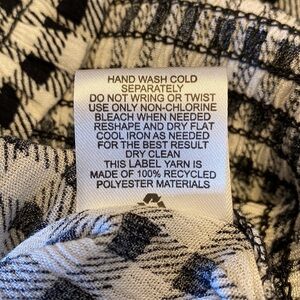 HAND WASH COLD
SEPARATELY
DO NOT WRING OR TWIST
USE ONLY NON-CHLORINE
BLEACH WHEN NEEDED
RESHAPE AND DRY FLAT
COOL IRON AS NEEDED
FOR THE BEST RESULT
DRY CLEAN
THIS LABEL YARN IS
MADE OF 100% RECYCLED
POLYESTER MATERIALS